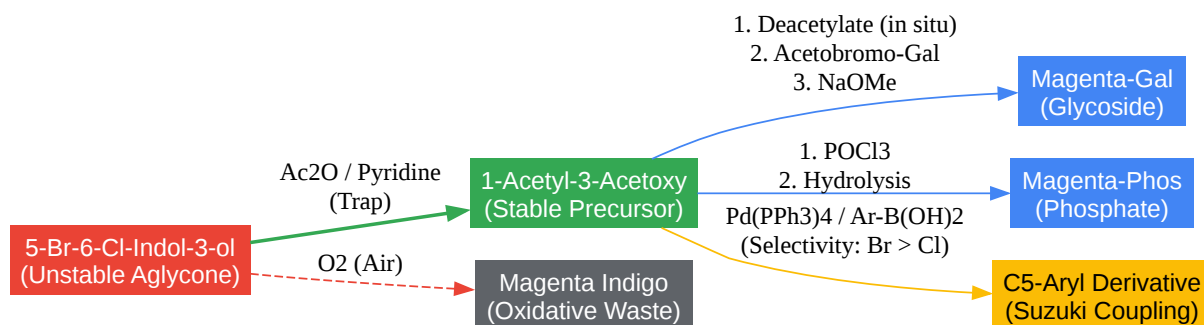 1. Deacetylate (in situ)
2. Acetobromo-Gal
3. NaOMe
Magenta-Gal
(Glycoside)
Ac2O / Pyridine
(Trap)
1-Acetyl-3-Acetoxy
(Stable Precursor)
1. POCl3
2. Hydrolysis
Magenta-Phos
(Phosphate)
Pd(PPh3)4 / Ar-B(OH)2
(Selectivity: Br > Cl)
5-Br-6-Cl-Indol-3-ol
(Unstable Aglycone)
O2 (Air)
Magenta Indigo
(Oxidative Waste)
C5-Aryl Derivative
(Suzuki Coupling)